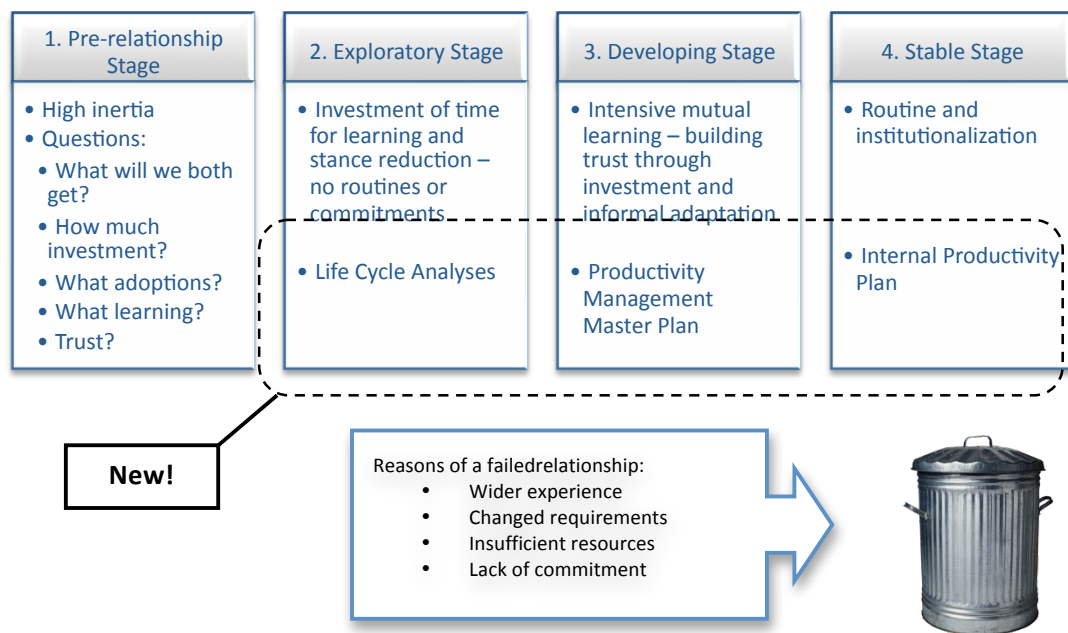 1. Pre-relationship
Stage
• High inertia
• Questions:
• What will we both
get?
• How much
investment?
• What adoptions?
• What learning?
• Trust?
2. Exploratory Stage
• Investment of time
for learning and
stance reduction –
no routines or
commitments
• Life Cycle Analyses
3. Developing Stage
• Intensive mutual
learning – building
trust through
investment and
informal adaptation
• Productivity
Management
Master Plan
4. Stable Stage
• Routine and
institutionalization
• Internal Productivity
Plan
New!
Reasons of a failedrelationship:
• Wider experience
• Changed requirements
• Insufficient resources
• Lack of commitment